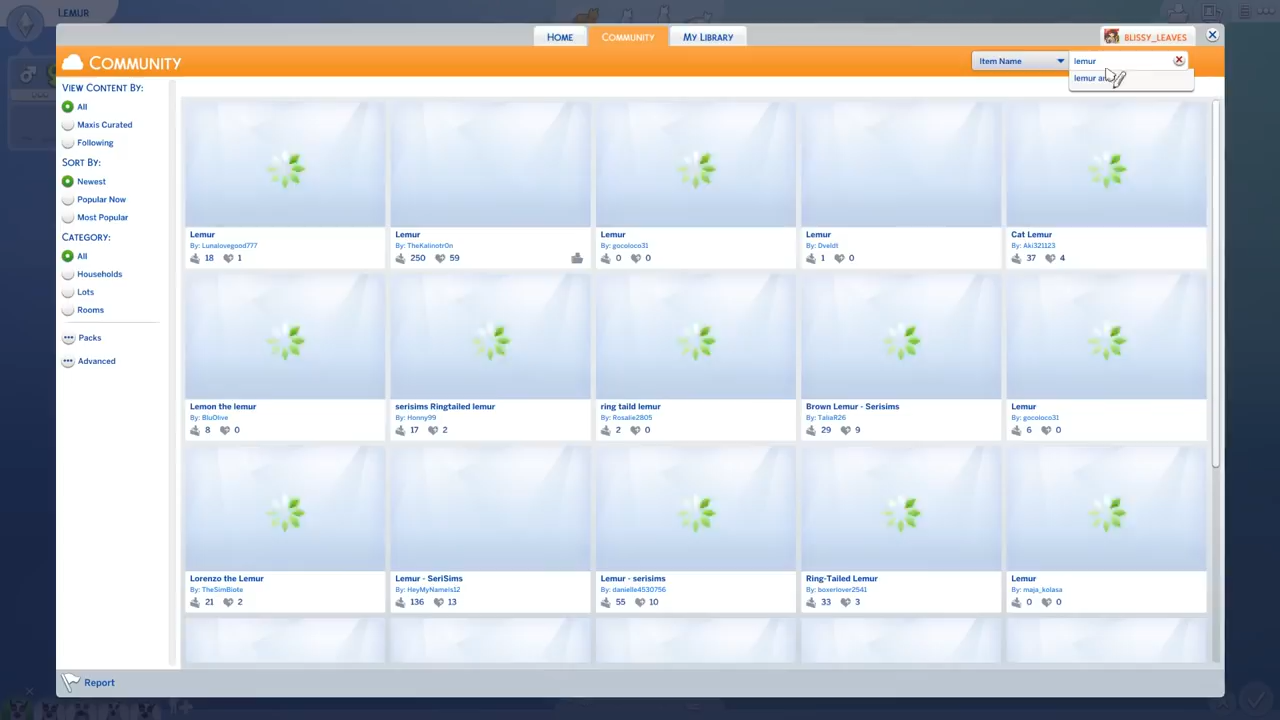 LEMUR
HOME
COMMUNITY
MY LIBRARY
BLISSY_LEAVES
COMMUNITY
Item Name
lemur
lemur
VIEW CONTENT BY:
All
Maxis Curated
Following
SORT BY:
Newest
Popular Now
Most Popular
CATEGORY:
All
Households
Lots
Rooms
Packs
Advanced
Lemur
By: Lunalovegood777
18 1
Lemur
By: TheKalinotr0n
250 59
Lemur
By: gocoloco31
0 0
Lemur
By: Dveldt
1 0
Cat Lemur
By: Aki321123
37 4
Lemon the lemur
By: BluOlive
8 0
serisims Ringtailed lemur
By: Honny99
17 2
ring taild lemur
By: Rosalie2805
2 0
Brown Lemur - Serisims
By: TaliaR26
29 9
Lemur
By: gocoloco31
6 0
Lorenzo the Lemur
By: TheSimBiote
21 2
Lemur - SeriSims
By: HeyMyNameIs12
136 13
Lemur - serisims
By: danielle4530756
55 10
Ring-Tailed Lemur
By: boxerlover2541
33 3
Lemur
By: maja_kolasa
0 0
Report